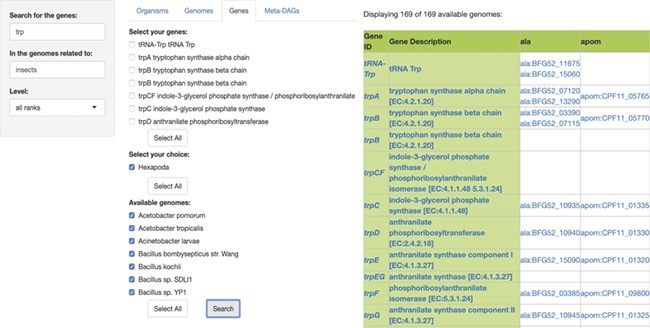 Search for the genes:
trp
In the genomes related to:
insects
Level:
all ranks
Organisms Genomes Genes Meta-DAGs
Select your genes:
tRNA-Trp tRNA Trp
trpA tryptophan synthase alpha chain
trpB tryptophan synthase beta chain
trpB tryptophan synthase beta chain
trpCF indole-3-glycerol phosphate synthase / phosphoribosylanthranilate
trpC indole-3-glycerol phosphate synthase
trpD anthranilate phosphoribosyltransferase
Select All
Select your choice:
Hexapoda
Select All
Available genomes:
Acetobacter pomorum
Acetobacter tropicalis
Acinetobacter larvae
Bacillus bombysepticus str. Wang
Bacillus kochii
Bacillus sp. SDLI1
Bacillus sp. YP1
Select All Search
Displaying 169 of 169 available genomes:
Gene ID Gene Description ala apom
tRNA-Trp tRNA Trp ala:BFG52_11675 ala:BFG52_15060
trpA tryptophan synthase alpha chain [EC:4.2.1.20] ala:BFG52_07120 ala:BFG52_13290 apom:CPF11_05765
trpB tryptophan synthase beta chain [EC:4.2.1.20] ala:BFG52_03390 ala:BFG52_07115 apom:CPF11_05770
trpB tryptophan synthase beta chain [EC:4.2.1.20]
trpCF indole-3-glycerol phosphate synthase / phosphoribosylanthranilate isomerase [EC:4.1.1.48 5.3.1.24]
trpC indole-3-glycerol phosphate synthase [EC:4.1.1.48] ala:BFG52_10935 apom:CPF11_01335
trpD anthranilate phosphoribosyltransferase [EC:2.4.2.18] ala:BFG52_10940 apom:CPF11_01330
trpE anthranilate synthase component I [EC:4.1.3.27] ala:BFG52_15090 apom:CPF11_01320
trpEG anthranilate synthase [EC:4.1.3.27]
trpF phosphoribosylanthranilate isomerase [EC:5.3.1.24] ala:BFG52_03385 apom:CPF11_09800
trpG anthranilate synthase component II [EC:4.1.3.27] ala:BFG52_10945 apom:CPF11_01325